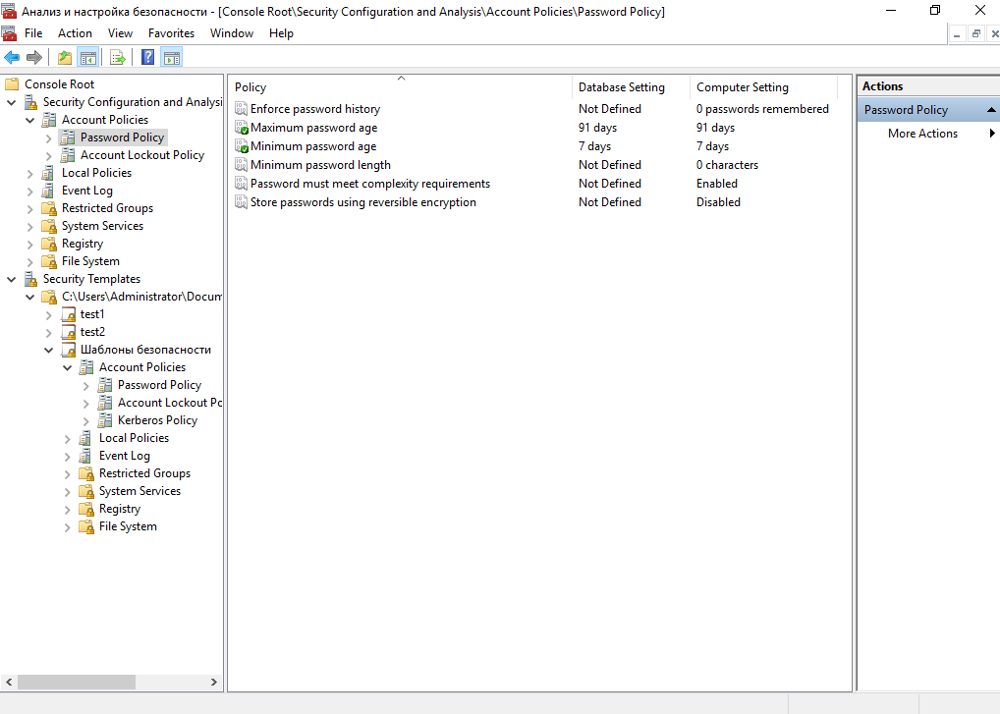 Анализ и настройка безопасности - [Console Root\Security Configuration and Analysis\Account Policies\Password Policy]
File Action View Favorites Window Help
Console Root
Security Configuration and Analysi
Account Policies
Password Policy
Account Lockout Policy
Local Policies
Event Log
Restricted Groups
System Services
Registry
File System
Security Templates
C:\Users\Administrator\Docum
test1
test2
Шаблоны безопасности
Account Policies
Password Policy
Account Lockout Po
Kerberos Policy
Local Policies
Event Log
Restricted Groups
System Services
Registry
File System
Policy Database Setting Computer Setting
Enforce password history Not Defined 0 passwords remembered
Maximum password age 91 days 91 days
Minimum password age 7 days 7 days
Minimum password length Not Defined 0 characters
Password must meet complexity requirements Not Defined Enabled
Store passwords using reversible encryption Not Defined Disabled
Actions
Password Policy
More Actions